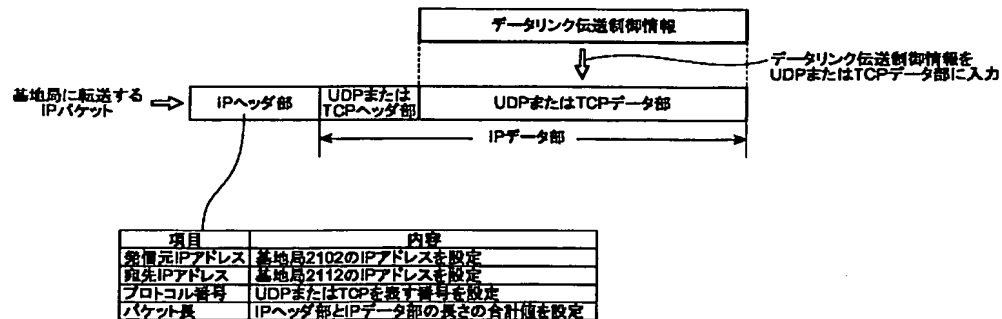 データリンク伝送制御情報
データリンク伝送制御情報を
UDPまたはTCPデータ部に入力
基地局に転送する
IPパケット
IPヘッダ部
UDPまたは
TCPヘッダ部
UDPまたはTCPデータ部
IPデータ部
項目 内容
発信元IPアドレス 基地局2102のIPアドレスを設定
宛先IPアドレス 基地局2112のIPアドレスを設定
プロトコル番号 UDPまたはTCPを表す番号を設定
パケット長 IPヘッダ部とIPデータ部の長さの合計値を設定